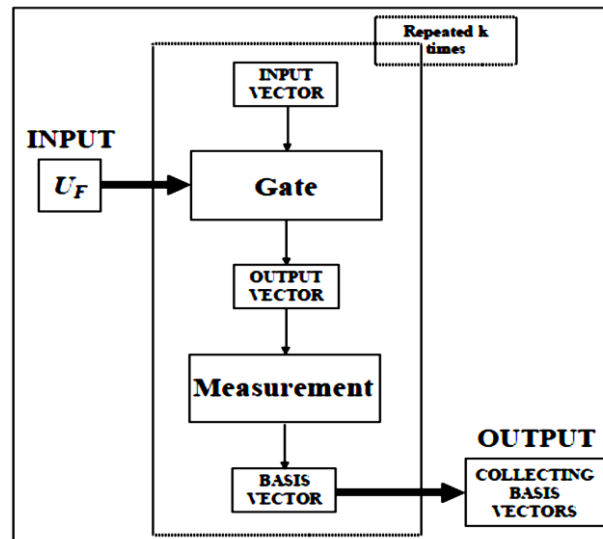 Repeated k
times
INPUT
VECTOR
INPUT
U_F
Gate
OUTPUT
VECTOR
Measurement
OUTPUT
BASIS
VECTOR
COLLECTING
BASIS
VECTORS